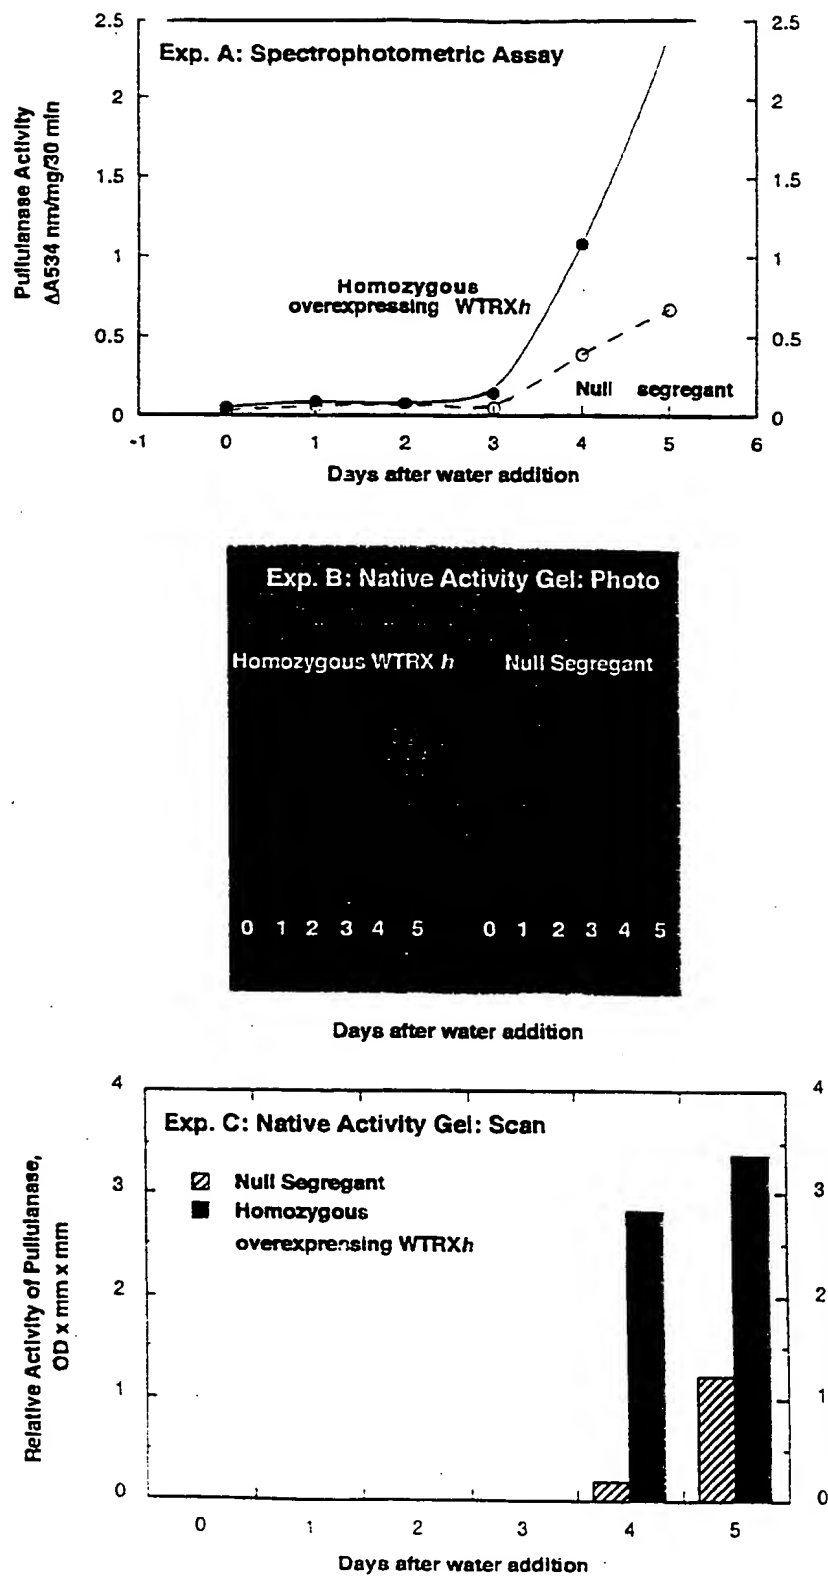 Exp. A: Spectrophotometric Assay
Pullulanase Activity
ΔA534 nm/mg/30 min
2.5
2
1.5
1
0.5
0
2.5
2
1.5
1
0.5
0
Homozygous
overexpressing WTRXh
Null segregant
-1 0 1 2 3 4 5 6
Days after water addition
Exp. B: Native Activity Gel: Photo
Homozygous WTRX h Null Segregant
0 1 2 3 4 5 0 1 2 3 4 5
Days after water addition
Exp. C: Native Activity Gel: Scan
Relative Activity of Pullulanase,
OD x mm x mm
4
3
2
1
0
4
3
2
1
0
Null Segregant
Homozygous
overexpressing WTRXh
0 1 2 3 4 5
Days after water addition